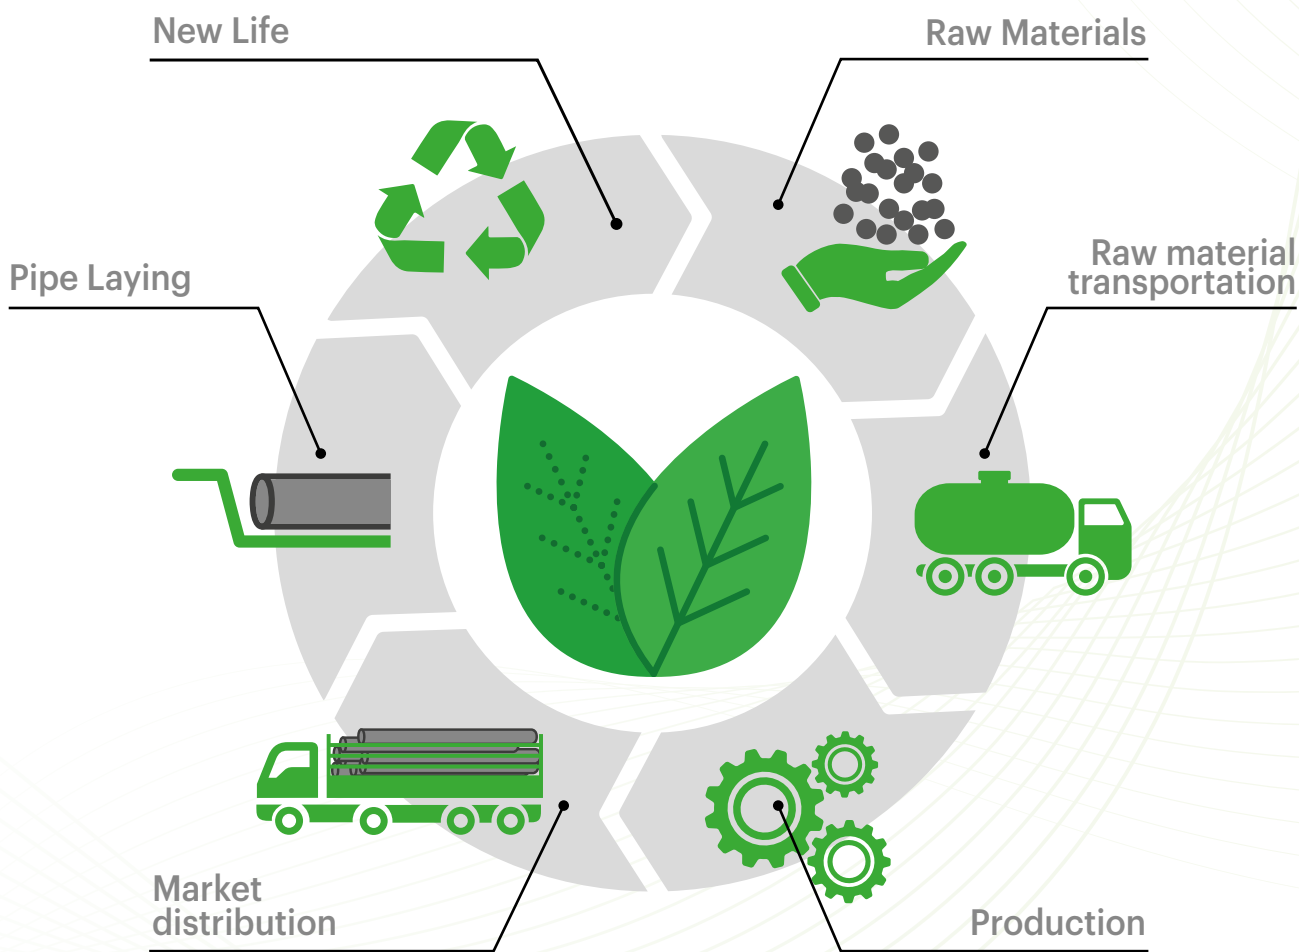 New Life
Raw Materials
Raw material
transportation
Pipe Laying
Market
distribution
Production